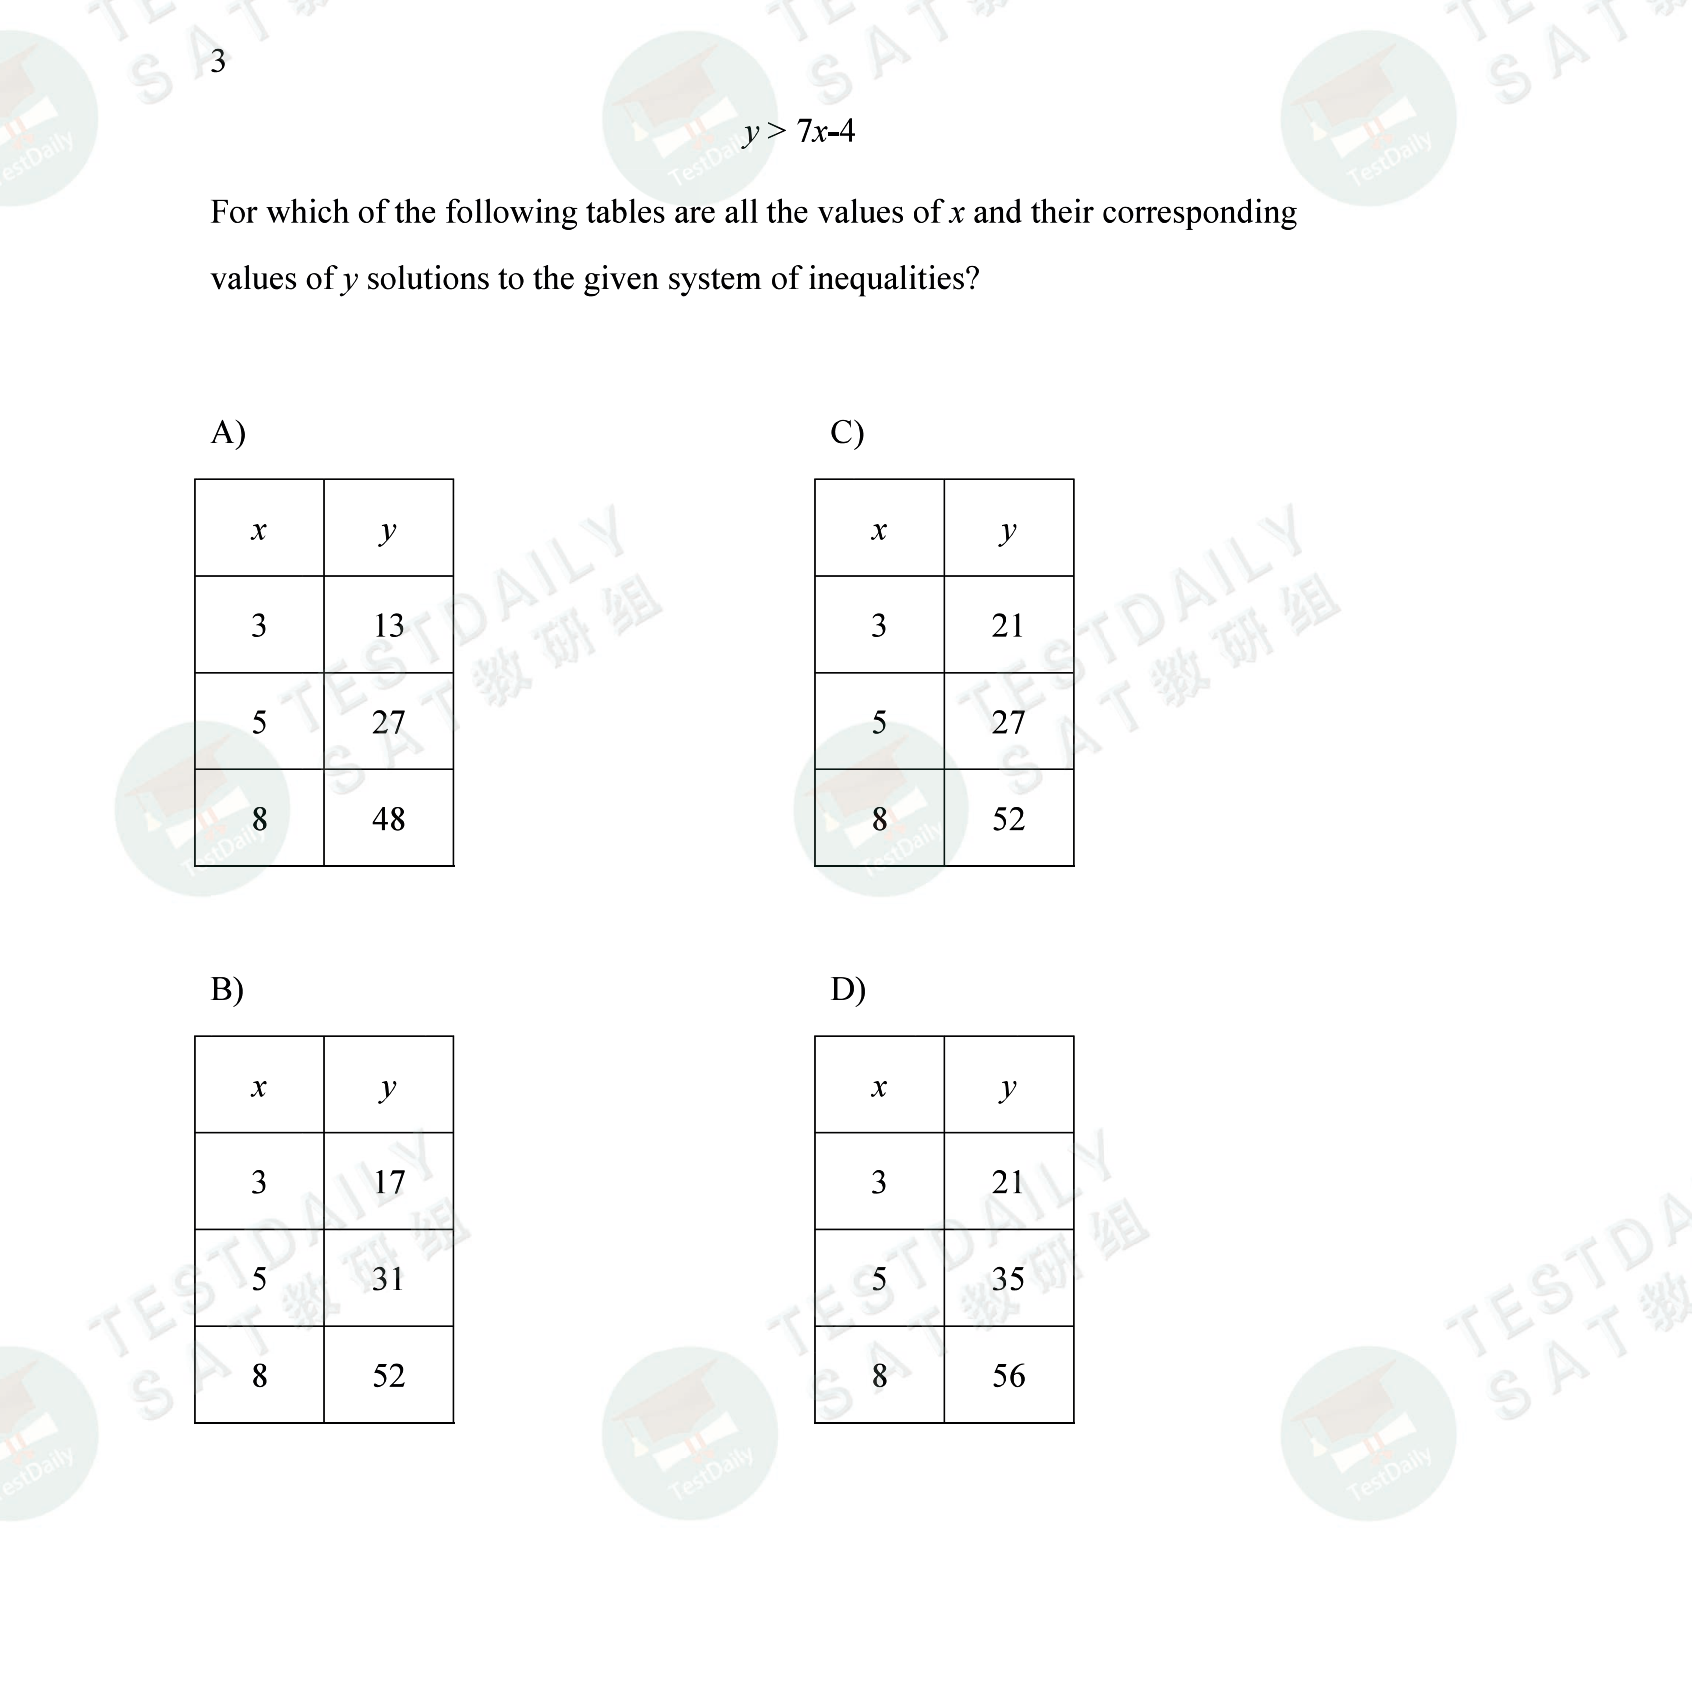 3
y > 7x-4
For which of the following tables are all the values of x and their corresponding
values of y solutions to the given system of inequalities?
A)
x y
3 13
5 27
8 48
C)
x y
3 21
5 27
8 52
B)
x y
3 17
5 31
8 52
D)
x y
3 21
5 35
8 56
TESTDAILY
SAT教研组
TestDaily